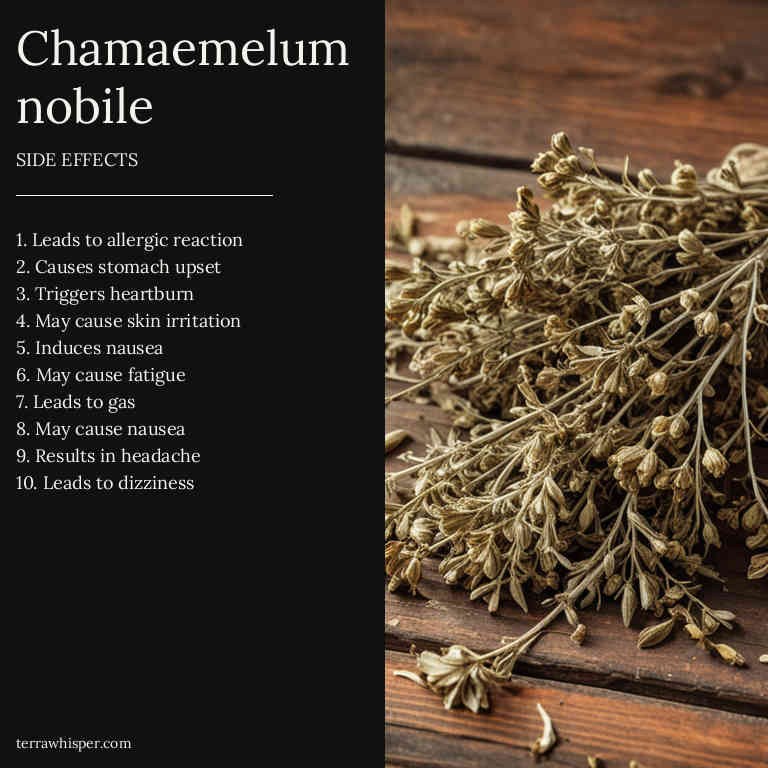 Chamaemelum
nobile
SIDE EFFECTS
1. Leads to allergic reaction
2. Causes stomach upset
3. Triggers heartburn
4. May cause skin irritation
5. Induces nausea
6. May cause fatigue
7. Leads to gas
8. May cause nausea
9. Results in headache
10. Leads to dizziness
terrawhisper.com